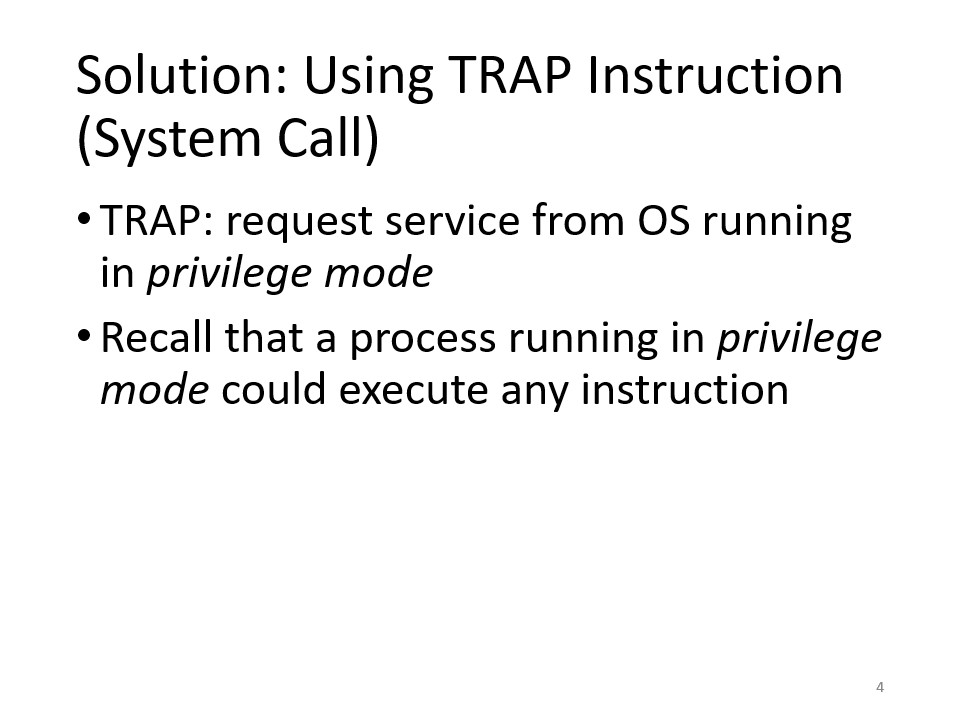 Solution: Using TRAP Instruction
(System Call)
• TRAP: request service from OS running
in privilege mode
• Recall that a process running in privilege
mode could execute any instruction
4